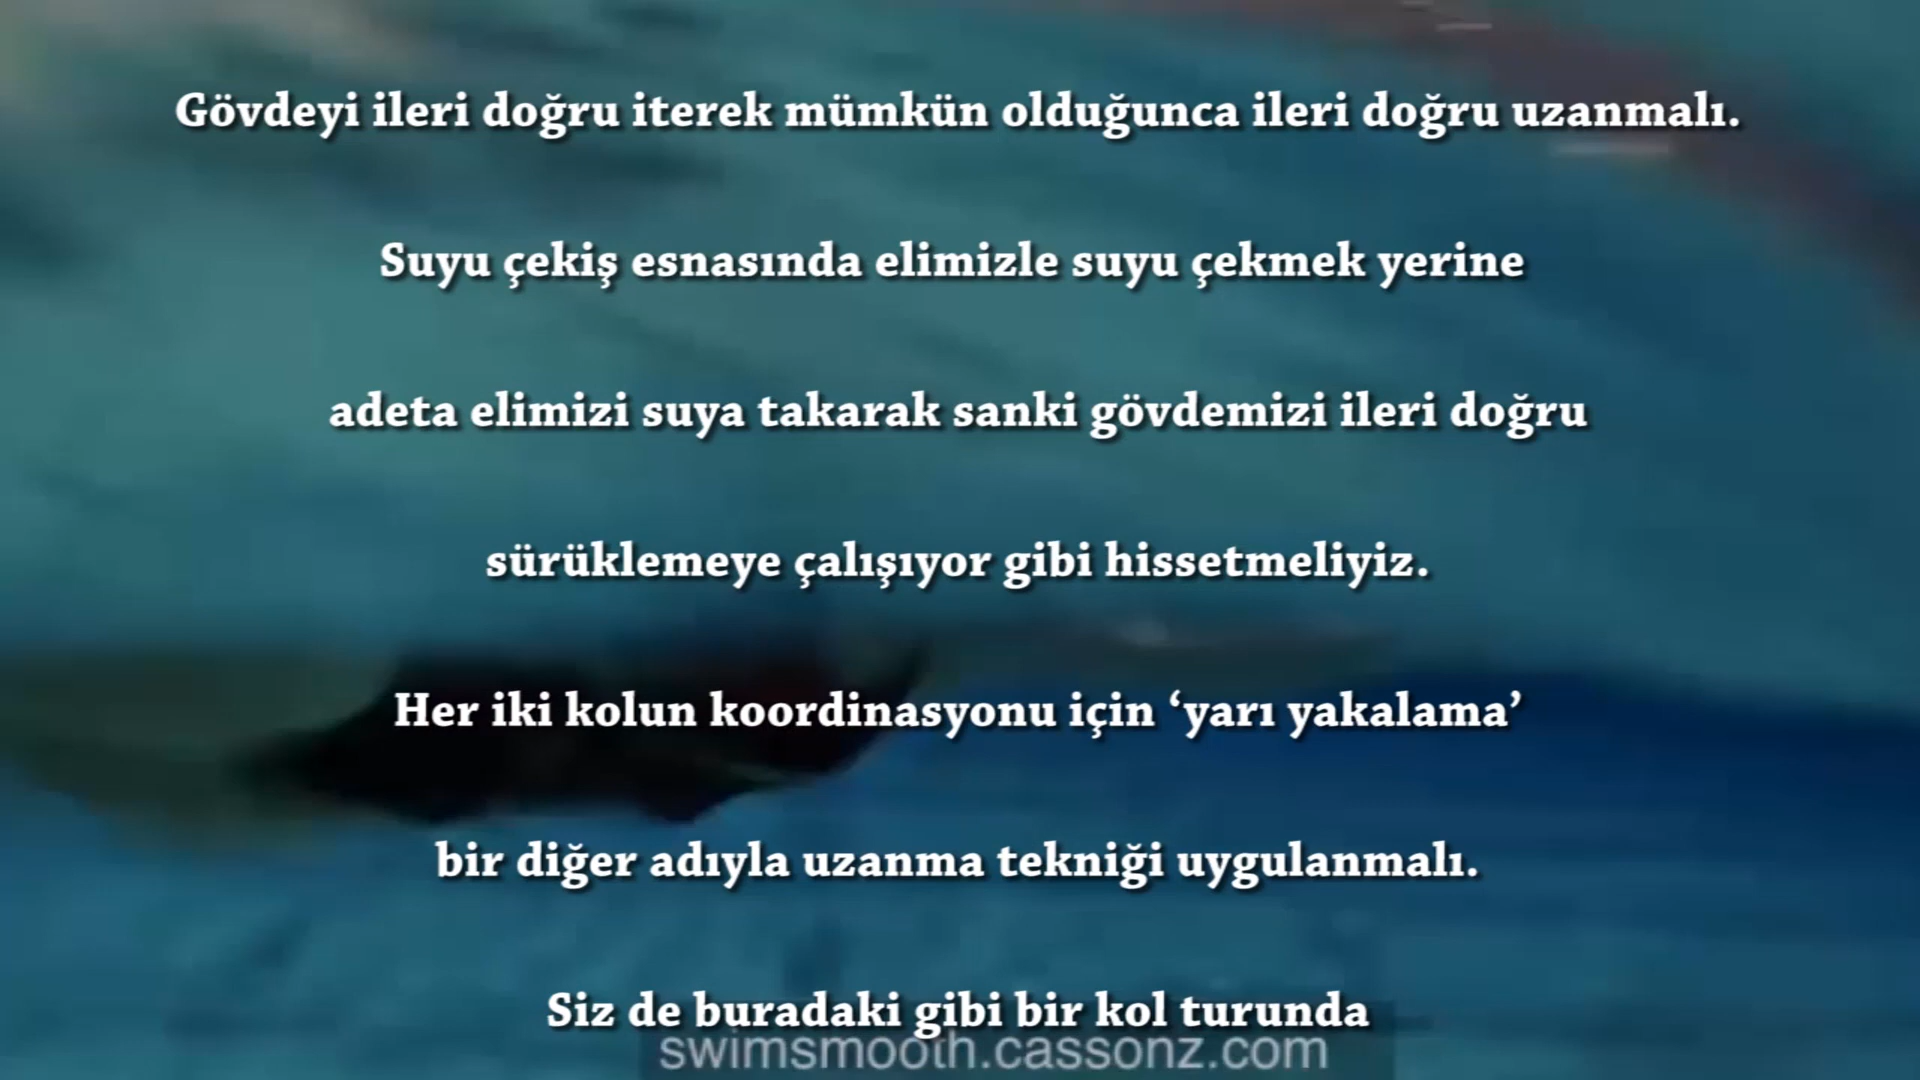 Gövdeyi ileri doğru iterek mümkün olduğunca ileri doğru uzanmalı.
Suyu çekiş esnasında elimizle suyu çekmek yerine
adeta elimizi suya takarak sanki gövdemizi ileri doğru
sürüklemeye çalışıyor gibi hissetmeliyiz.
Her iki kolun koordinasyonu için ‘yarı yakalama’
bir diğer adıyla uzanma tekniği uygulanmalı.
Siz de buradaki gibi bir kol turunda
swimsmooth.cassonz.com